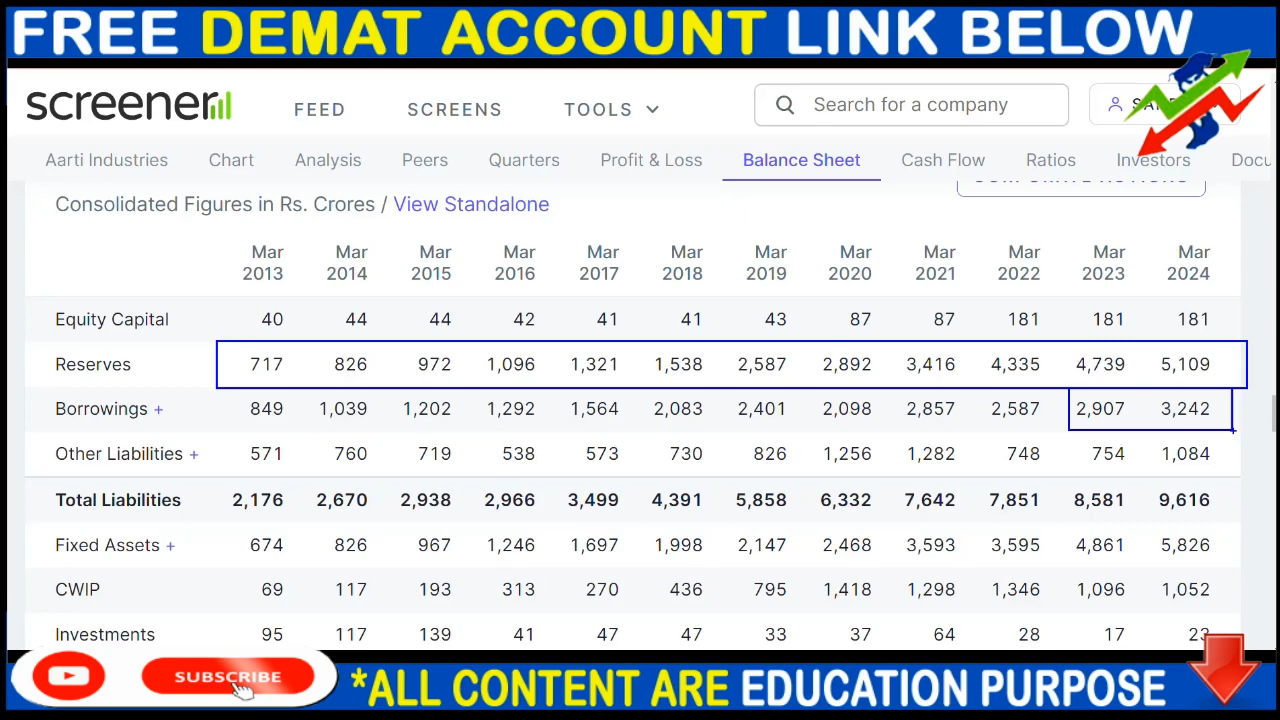 FREE DEMAT ACCOUNT LINK BELOW
screener
FEED SCREENS TOOLS
Search for a company
Aarti Industries Chart Analysis Peers Quarters Profit & Loss Balance Sheet Cash Flow Ratios Investors Docu
Consolidated Figures in Rs. Crores / View Standalone
Mar 2013 Mar 2014 Mar 2015 Mar 2016 Mar 2017 Mar 2018 Mar 2019 Mar 2020 Mar 2021 Mar 2022 Mar 2023 Mar 2024
Equity Capital 40 44 44 42 41 41 43 87 87 181 181 181
Reserves 717 826 972 1,096 1,321 1,538 2,587 2,892 3,416 4,335 4,739 5,109
Borrowings + 849 1,039 1,202 1,292 1,564 2,083 2,401 2,098 2,857 2,587 2,907 3,242
Other Liabilities + 571 760 719 538 573 730 826 1,256 1,282 748 754 1,084
Total Liabilities 2,176 2,670 2,938 2,966 3,499 4,391 5,858 6,332 7,642 7,851 8,581 9,616
Fixed Assets + 674 826 967 1,246 1,697 1,998 2,147 2,468 3,593 3,595 4,861 5,826
CWIP 69 117 193 313 270 436 795 1,418 1,298 1,346 1,096 1,052
Investments 95 117 139 41 47 47 33 37 64 28 17 23
SUBSCRIBE
*ALL CONTENT ARE EDUCATION PURPOSE